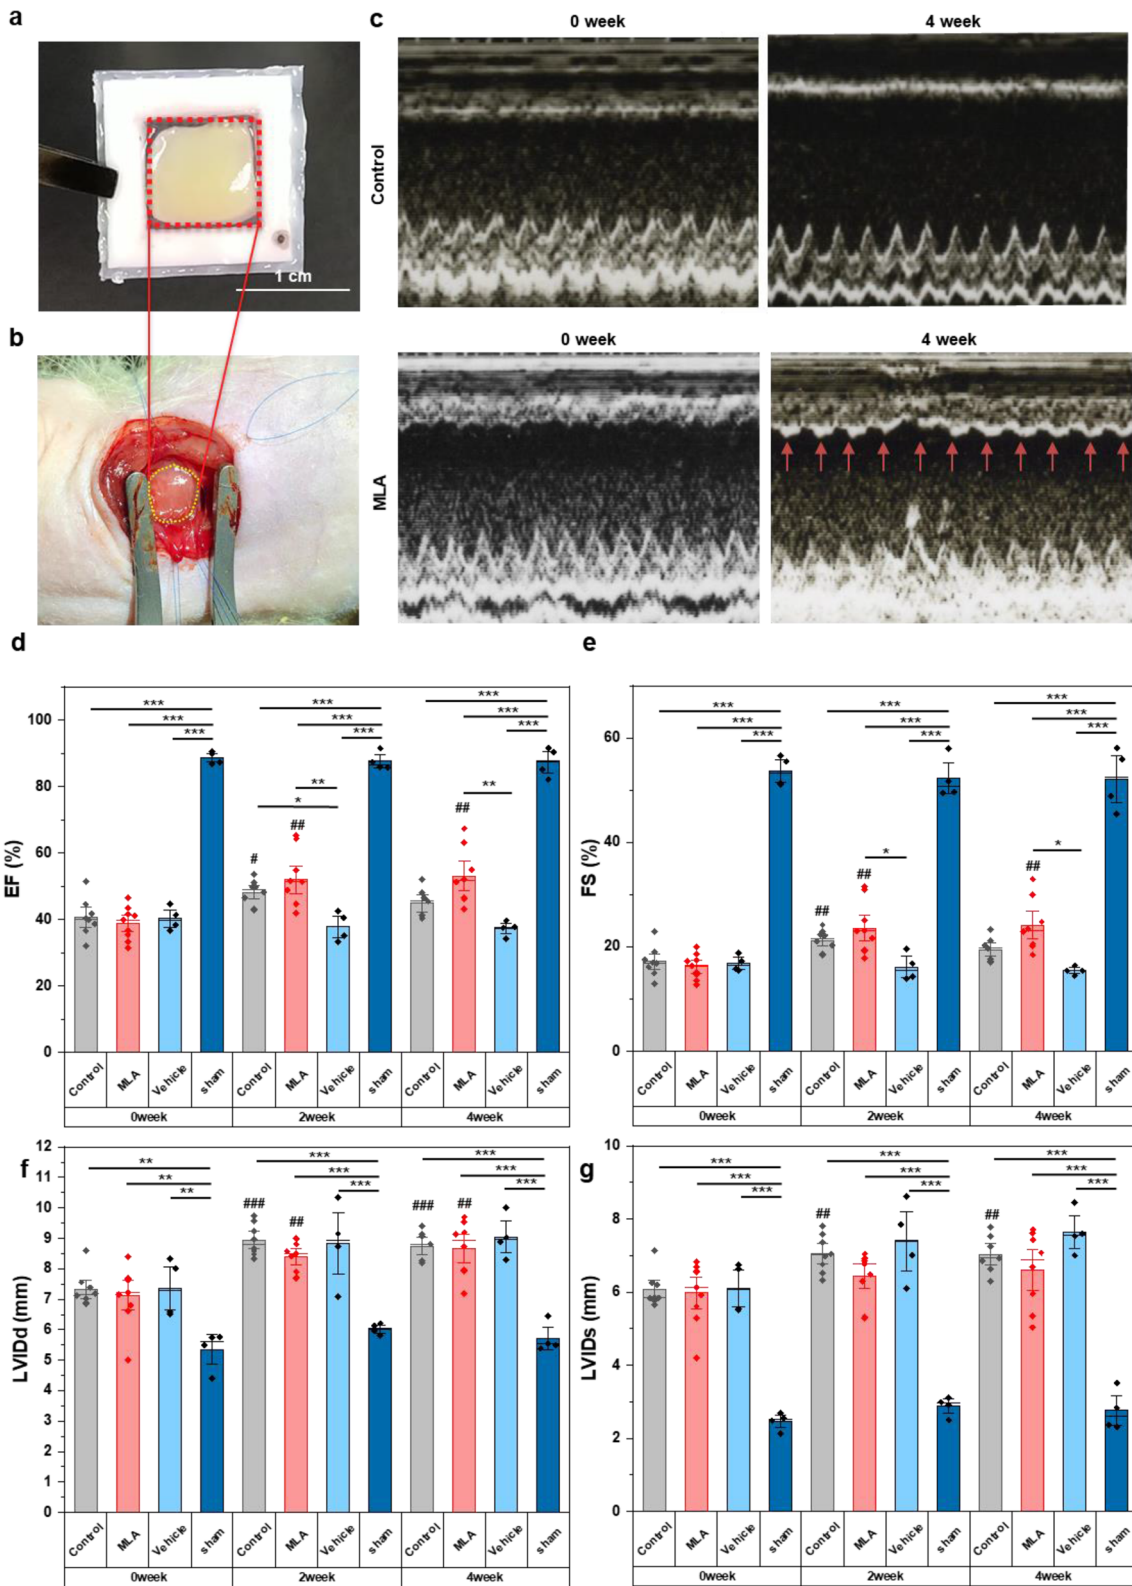 a
1 cm
b
c
0 week
4 week
Control
0 week
4 week
MLA
d
*** *** ***
*** *** ***
*** *** ***
** **
*
# ## ##
EF (%)
100
80
60
40
20
0
Control MLA Vehicle sham Control MLA Vehicle sham Control MLA Vehicle sham
0week 2week 4week
e
*** *** ***
*** *** ***
*** *** ***
* *
## ## ##
FS (%)
60
40
20
0
Control MLA Vehicle sham Control MLA Vehicle sham Control MLA Vehicle sham
0week 2week 4week
f
** *** ***
** *** ***
** *** ***
### ## ### ##
LVIDd (mm)
12
11
10
9
8
7
6
5
4
3
2
1
0
Control MLA Vehicle sham Control MLA Vehicle sham Control MLA Vehicle sham
0week 2week 4week
g
*** *** ***
*** *** ***
*** *** ***
## ##
LVIDs (mm)
10
8
6
4
2
0
Control MLA Vehicle sham Control MLA Vehicle sham Control MLA Vehicle sham
0week 2week 4week